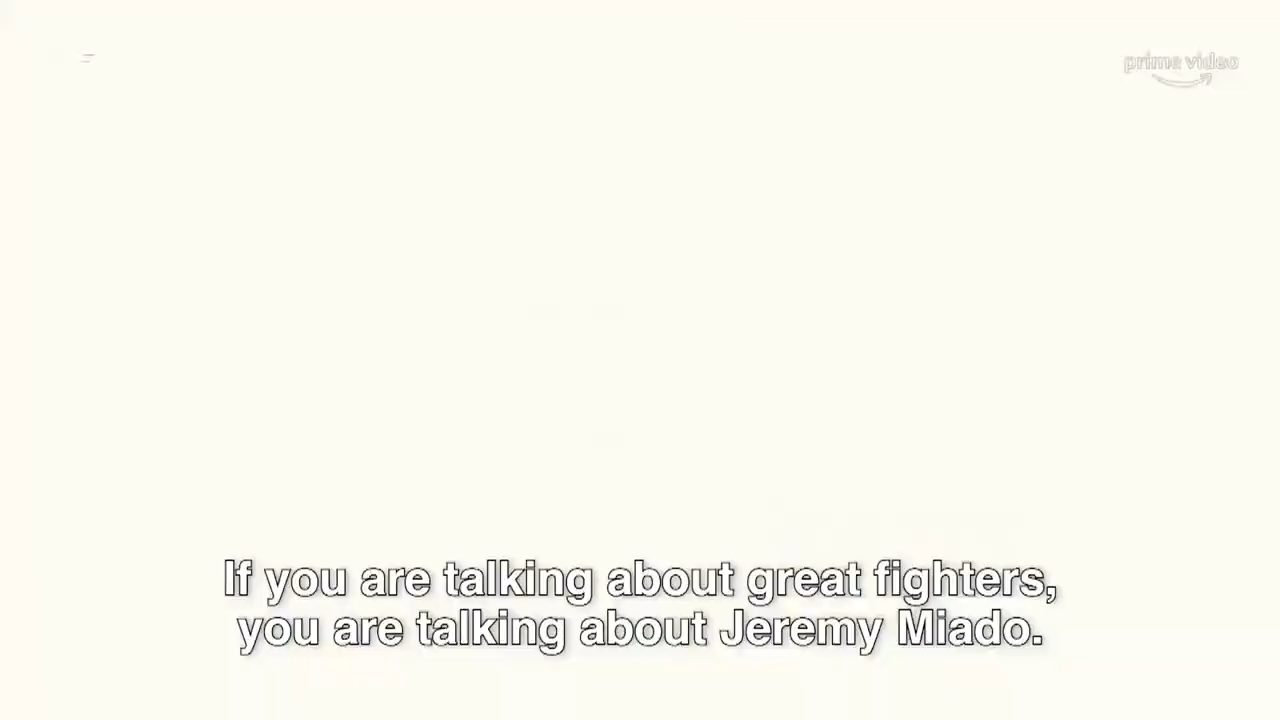 prime video
If you are talking about great fighters,
you are talking about Jeremy Miado.